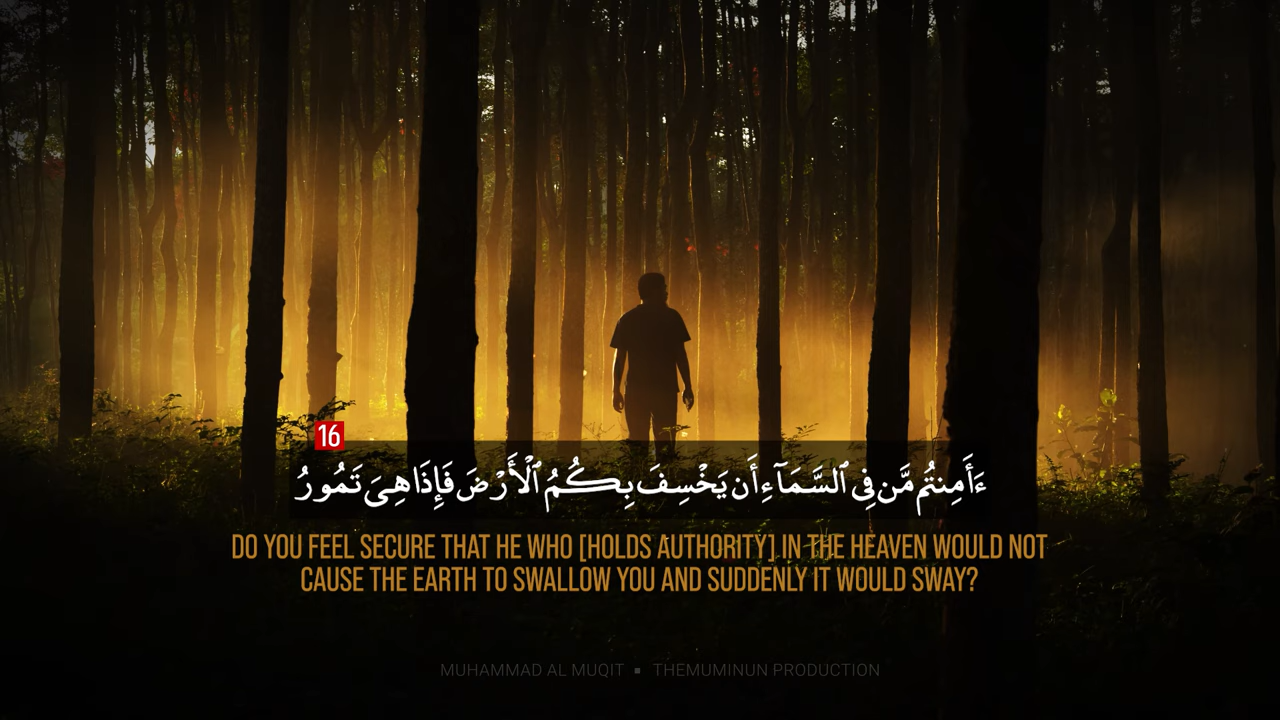 16
ءَأَمِنتُم مَّن فِى ٱلسَّمَآءِ أَن يَخْسِفَ بِكُمُ ٱلْأَرْضَ فَإِذَا هِىَ تَمُورُ
DO YOU FEEL SECURE THAT HE WHO [HOLDS AUTHORITY] IN THE HEAVEN WOULD NOT
CAUSE THE EARTH TO SWALLOW YOU AND SUDDENLY IT WOULD SWAY?
MUHAMMAD AL MUQIT ▪ THEMUMINUN PRODUCTION